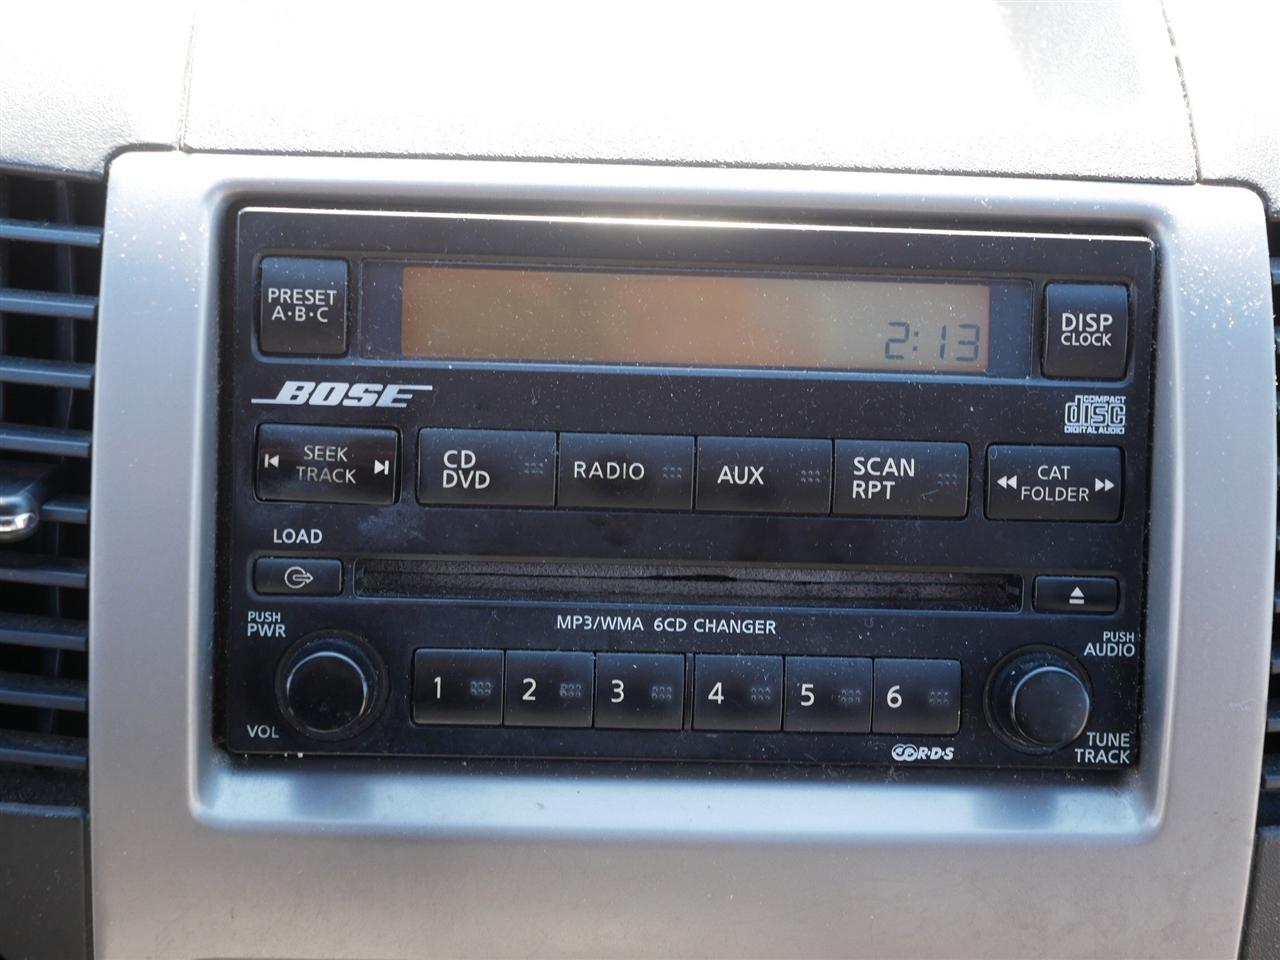 PRESET
A·B·C
2:13
DISP
CLOCK
BOSE
COMPACT
disc
DIGITAL AUDIO
SEEK
TRACK
CD
DVD
RADIO
AUX
SCAN
RPT
CAT
FOLDER
LOAD
MP3/WMA 6CD CHANGER
PUSH
PWR
VOL
1
2
3
4
5
6
R·D·S
PUSH
AUDIO
TUNE
TRACK